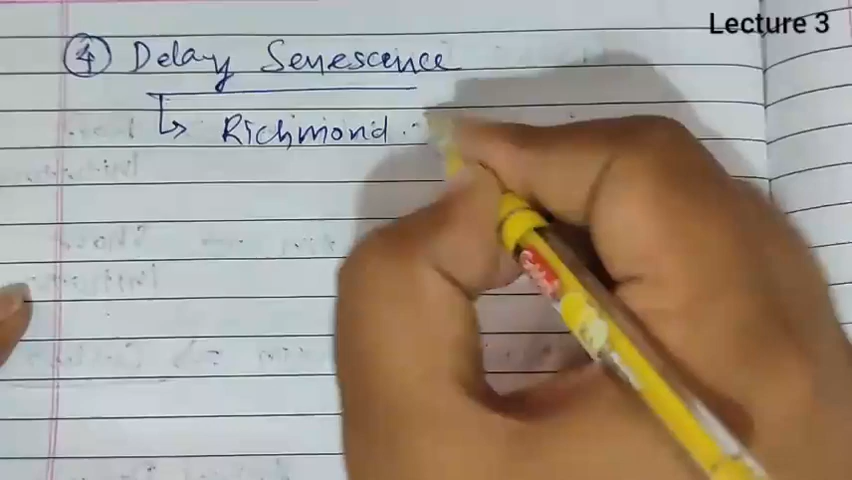 Lecture 3
④ Delay Senescence
↳ Richmond